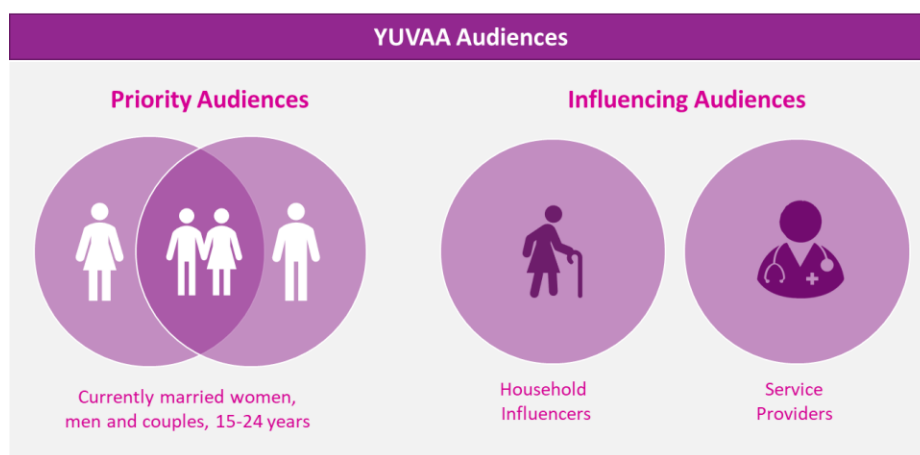 YUVAA Audiences
Priority Audiences
Influencing Audiences
Currently married women,
men and couples, 15-24 years
Household
Influencers
Service
Providers